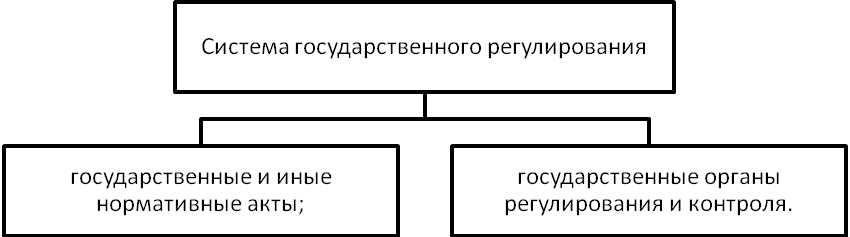 Система государственного регулирования
государственные и иные
нормативные акты;
государственные органы
регулирования и контроля.